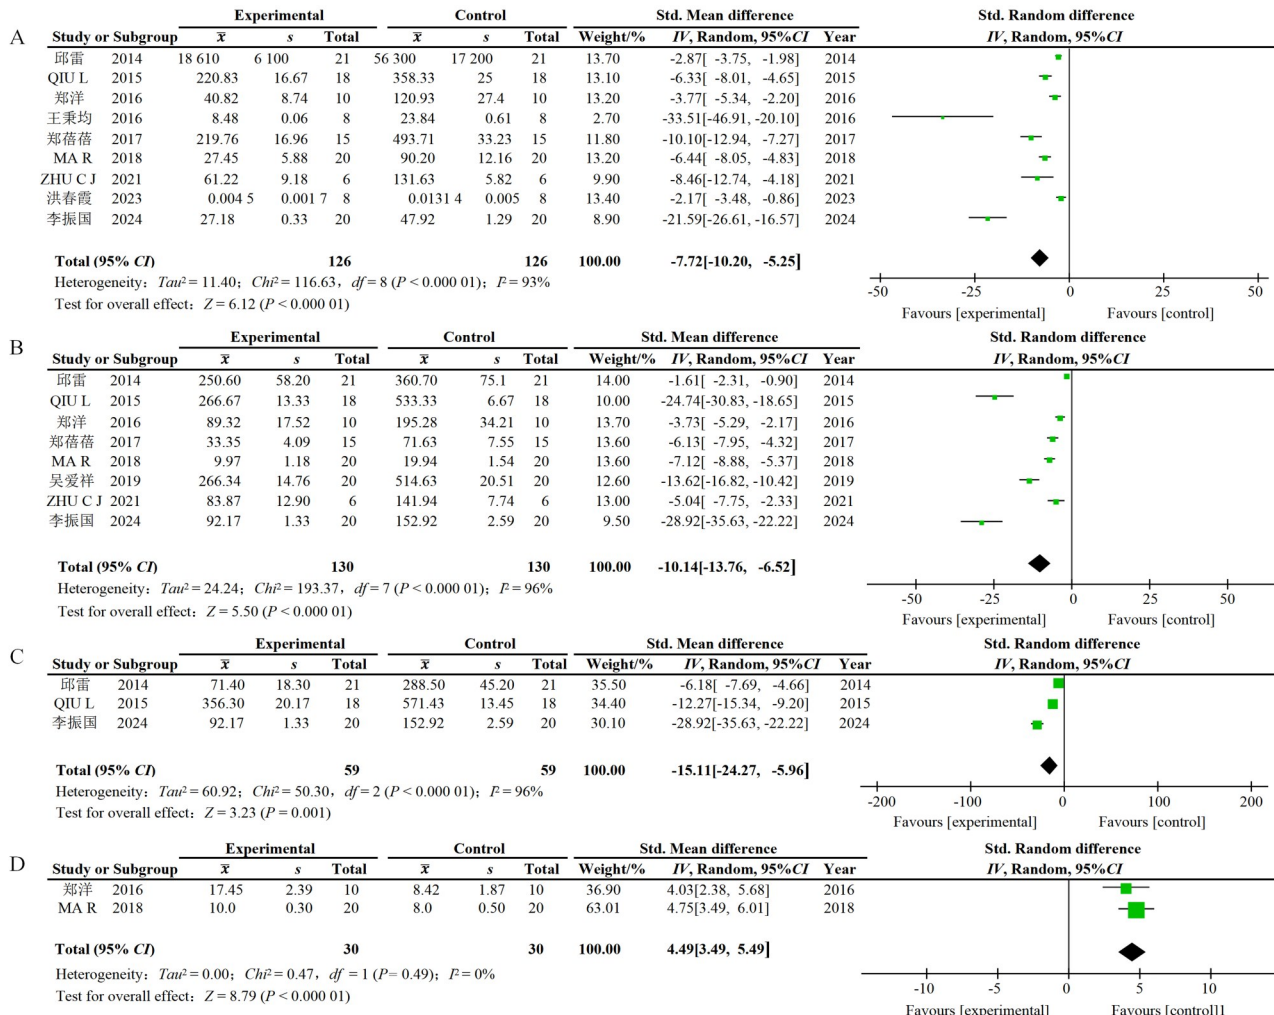 A
Experimental Control Std. Mean difference Std. Random difference
Study or Subgroup x̄ s Total x̄ s Total Weight/% IV, Random, 95%CI Year IV, Random, 95%CI
邱雷 2014 18 610 6 100 21 56 300 17 200 21 13.70 -2.87[ -3.75, -1.98] 2014
QIU L 2015 220.83 16.67 18 358.33 25 18 13.10 -6.33[ -8.01, -4.65] 2015
郑洋 2016 40.82 8.74 10 120.93 27.4 10 13.20 -3.77[ -5.34, -2.20] 2016
王秉均 2016 8.48 0.06 8 23.84 0.61 8 2.70 -33.51[-46.91, -20.10] 2016
郑蓓蓓 2017 219.76 16.96 15 493.71 33.23 15 11.80 -10.10[-12.94, -7.27] 2017
MA R 2018 27.45 5.88 20 90.20 12.16 20 13.20 -6.44[ -8.05, -4.83] 2018
ZHU C J 2021 61.22 9.18 6 131.63 5.82 6 9.90 -8.46[-12.74, -4.18] 2021
洪春霞 2023 0.004 5 0.001 7 8 0.0131 4 0.005 8 13.40 -2.17[ -3.48, -0.86] 2023
李振国 2024 27.18 0.33 20 47.92 1.29 20 8.90 -21.59[-26.61, -16.57] 2024
Total (95% CI) 126 126 100.00 -7.72[-10.20, -5.25]
Heterogeneity: Tau² = 11.40; Chi² = 116.63, df = 8 (P < 0.000 01); I² = 93%
Test for overall effect: Z = 6.12 (P < 0.000 01)
-50 -25 0 25 50
Favours [experimental] Favours [control]
B
Experimental Control Std. Mean difference Std. Random difference
Study or Subgroup x̄ s Total x̄ s Total Weight/% IV, Random, 95%CI Year IV, Random, 95%CI
邱雷 2014 250.60 58.20 21 360.70 75.1 21 14.00 -1.61[ -2.31, -0.90] 2014
QIU L 2015 266.67 13.33 18 533.33 6.67 18 10.00 -24.74[-30.83, -18.65] 2015
郑洋 2016 89.32 17.52 10 195.28 34.21 10 13.70 -3.73[ -5.29, -2.17] 2016
郑蓓蓓 2017 33.35 4.09 15 71.63 7.55 15 13.60 -6.13[ -7.95, -4.32] 2017
MA R 2018 9.97 1.18 20 19.94 1.54 20 13.60 -7.12[ -8.88, -5.37] 2018
吴爱祥 2019 266.34 14.76 20 514.63 20.51 20 12.60 -13.62[-16.82, -10.42] 2019
ZHU C J 2021 83.87 12.90 6 141.94 7.74 6 13.00 -5.04[ -7.75, -2.33] 2021
李振国 2024 92.17 1.33 20 152.92 2.59 20 9.50 -28.92[-35.63, -22.22] 2024
Total (95% CI) 130 130 100.00 -10.14[-13.76, -6.52]
Heterogeneity: Tau² = 24.24; Chi² = 193.37, df = 7 (P < 0.000 01); I² = 96%
Test for overall effect: Z = 5.50 (P < 0.000 01)
-50 -25 0 25 50
Favours [experimental] Favours [control]
C
Experimental Control Std. Mean difference Std. Random difference
Study or Subgroup x̄ s Total x̄ s Total Weight/% IV, Random, 95%CI Year IV, Random, 95%CI
邱雷 2014 71.40 18.30 21 288.50 45.20 21 35.50 -6.18[ -7.69, -4.66] 2014
QIU L 2015 356.30 20.17 18 571.43 13.45 18 34.40 -12.27[-15.34, -9.20] 2015
李振国 2024 92.17 1.33 20 152.92 2.59 20 30.10 -28.92[-35.63, -22.22] 2024
Total (95% CI) 59 59 100.00 -15.11[-24.27, -5.96]
Heterogeneity: Tau² = 60.92; Chi² = 50.30, df = 2 (P < 0.000 01); I² = 96%
Test for overall effect: Z = 3.23 (P = 0.001)
-200 -100 0 100 200
Favours [experimental] Favours [control]
D
Experimental Control Std. Mean difference Std. Random difference
Study or Subgroup x̄ s Total x̄ s Total Weight/% IV, Random, 95%CI Year IV, Random, 95%CI
郑洋 2016 17.45 2.39 10 8.42 1.87 10 36.90 4.03[2.38, 5.68] 2016
MA R 2018 10.0 0.30 20 8.0 0.50 20 63.01 4.75[3.49, 6.01] 2018
Total (95% CI) 30 30 100.00 4.49[3.49, 5.49]
Heterogeneity: Tau² = 0.00; Chi² = 0.47, df = 1 (P = 0.49); I² = 0%
Test for overall effect: Z = 8.79 (P < 0.000 01)
-10 -5 0 5 10
Favours [experimental] Favours [control]1